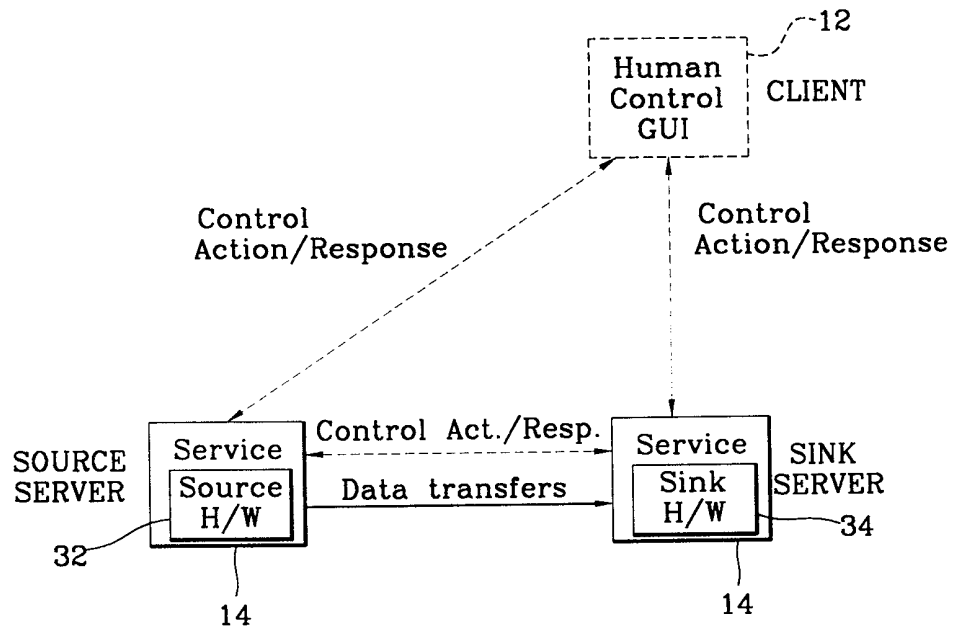 12
Human
Control
GUI
CLIENT
Control
Action/Response
Control
Action/Response
SOURCE
SERVER
Service
Source
H/W
Control Act./Resp.
Data transfers
Service
Sink
H/W
SINK
SERVER
32
34
14
14